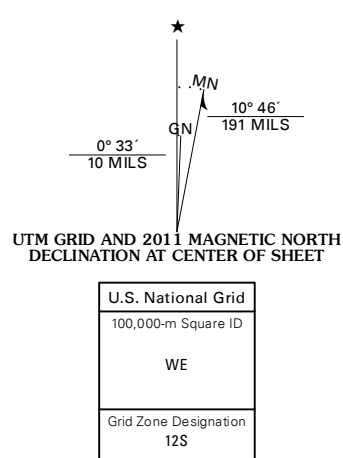 ★
MN
GN
10° 46´
191 MILS
0° 33´
10 MILS
UTM GRID AND 2011 MAGNETIC NORTH
DECLINATION AT CENTER OF SHEET
U.S. National Grid
100,000-m Square ID
WE
Grid Zone Designation
12S